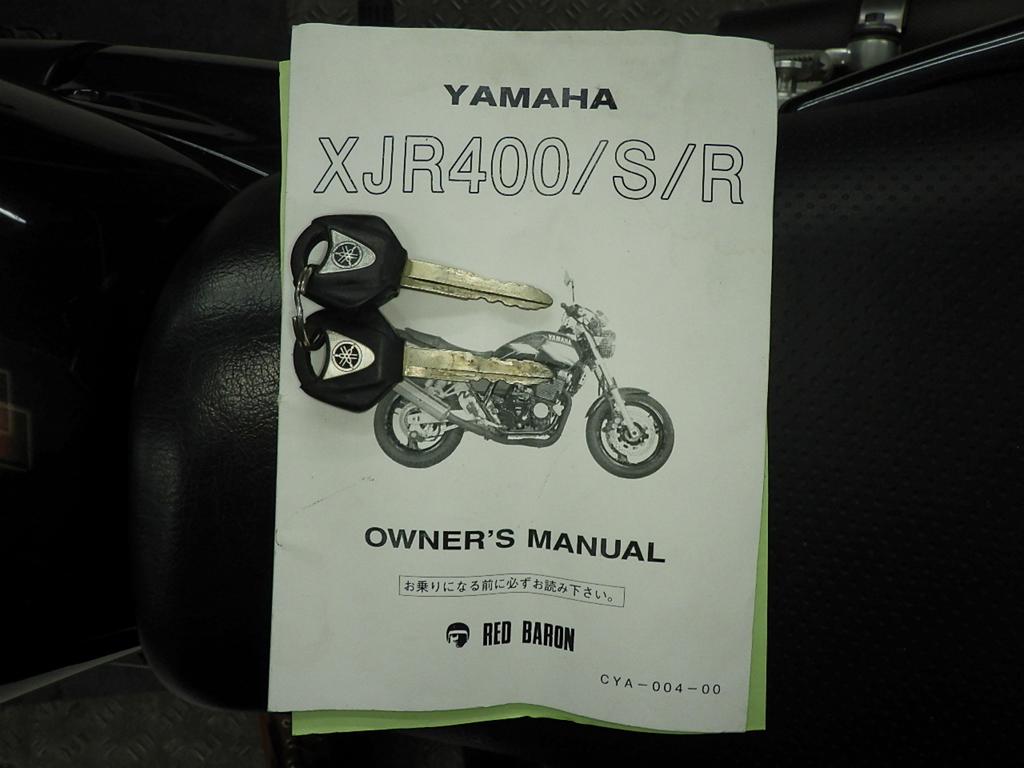 YAMAHA
XJR400/S/R
YAMAHA
OWNER'S MANUAL
お乗りになる前に必ずお読み下さい。
RED BARON
CYA-004-00